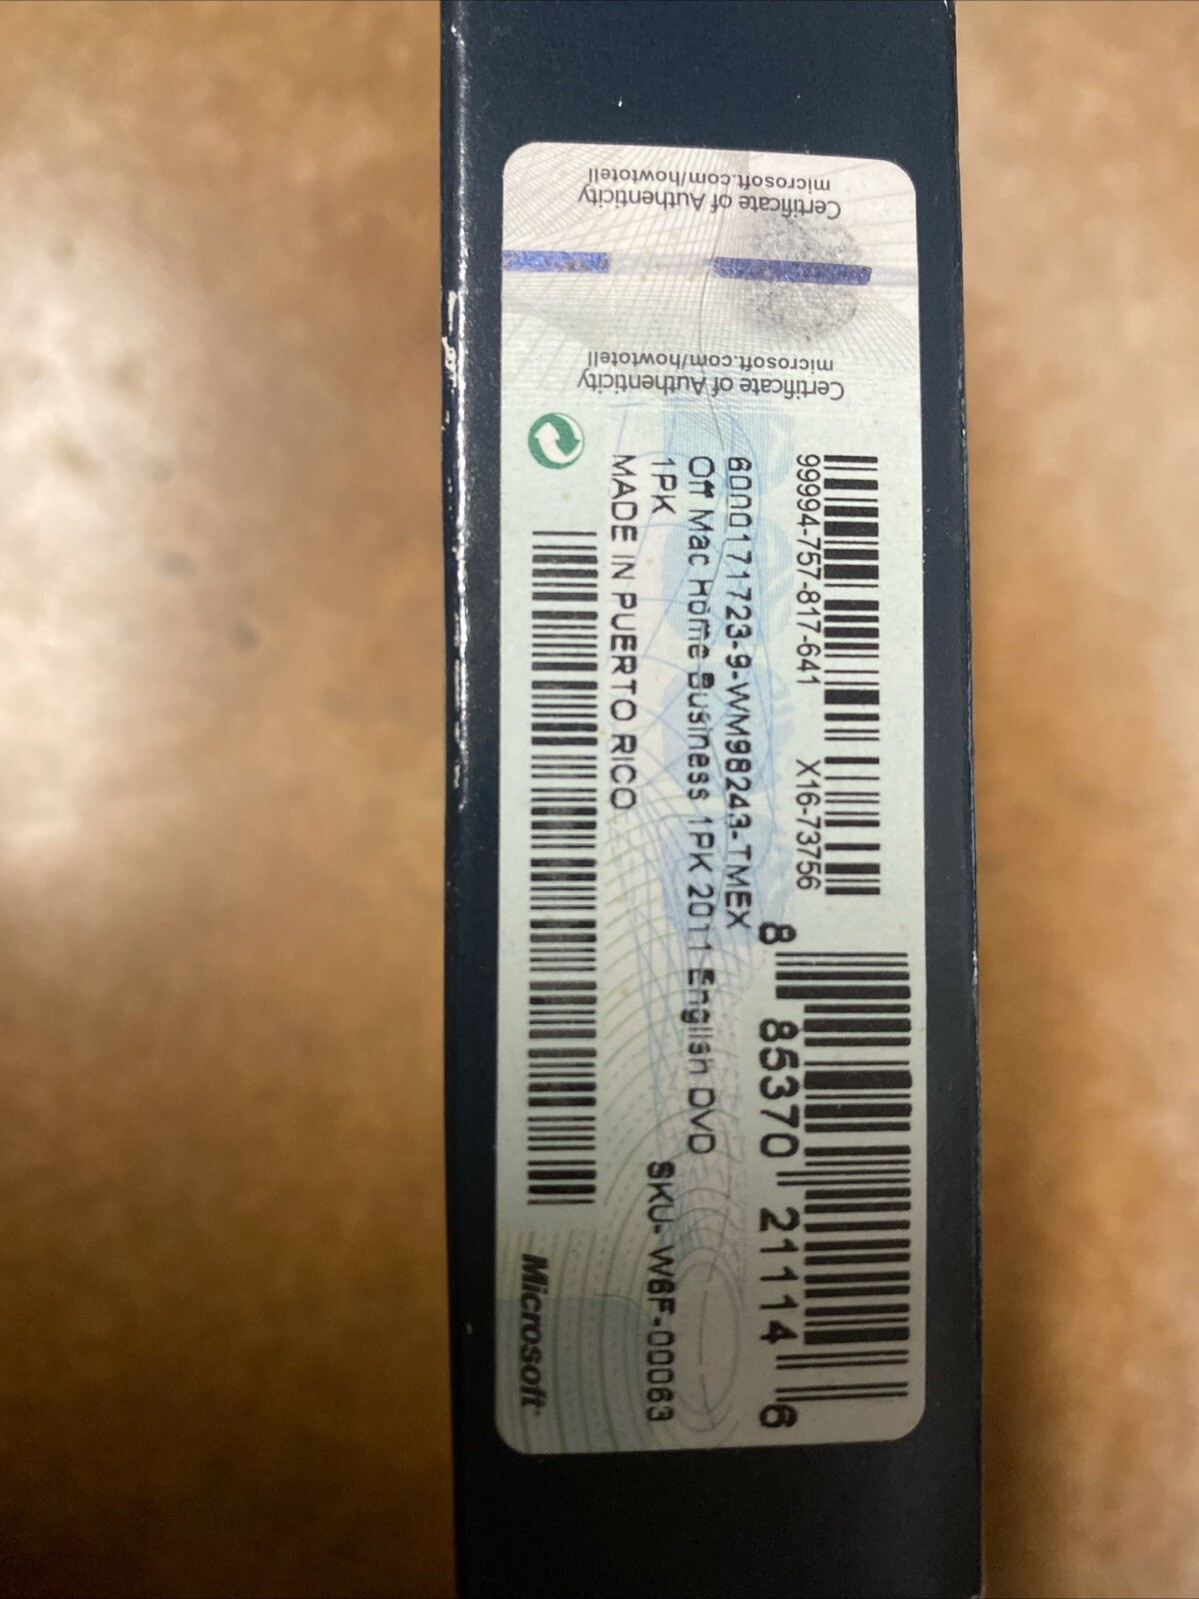 Certificate of Authenticity
microsoft.com/howtotell
Certificate of Authenticity
microsoft.com/howtotell
99994-757-817-641 X16-73756
8 85370 21114 6
6000171723-9-WM98243-TMEX
Off Mac Home Business 1PK 2011 English DVD
1PK SKU- W6F-00063
MADE IN PUERTO RICO
Microsoft